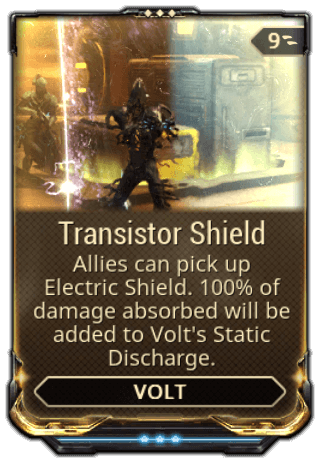 9
Transistor Shield
Allies can pick up
Electric Shield. 100% of
damage absorbed will be
added to Volt's Static
Discharge.
VOLT